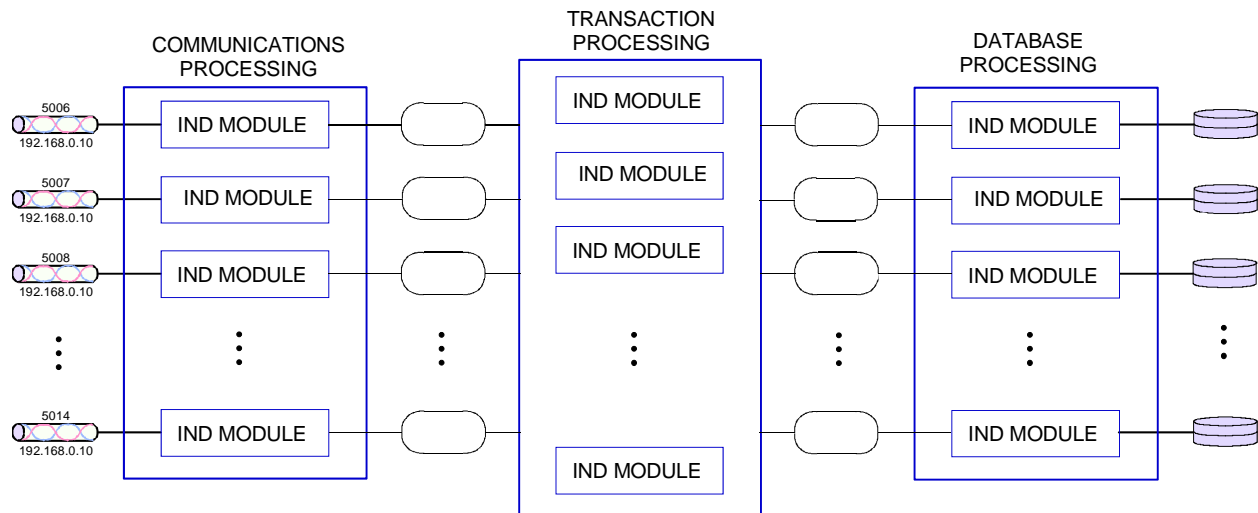 TRANSACTION
PROCESSING
COMMUNICATIONS
PROCESSING
DATABASE
PROCESSING
IND MODULE
5006
192.168.0.10
IND MODULE
IND MODULE
5007
192.168.0.10
IND MODULE
IND MODULE
IND MODULE
5008
192.168.0.10
IND MODULE
IND MODULE
IND MODULE
5014
192.168.0.10
IND MODULE
IND MODULE
IND MODULE